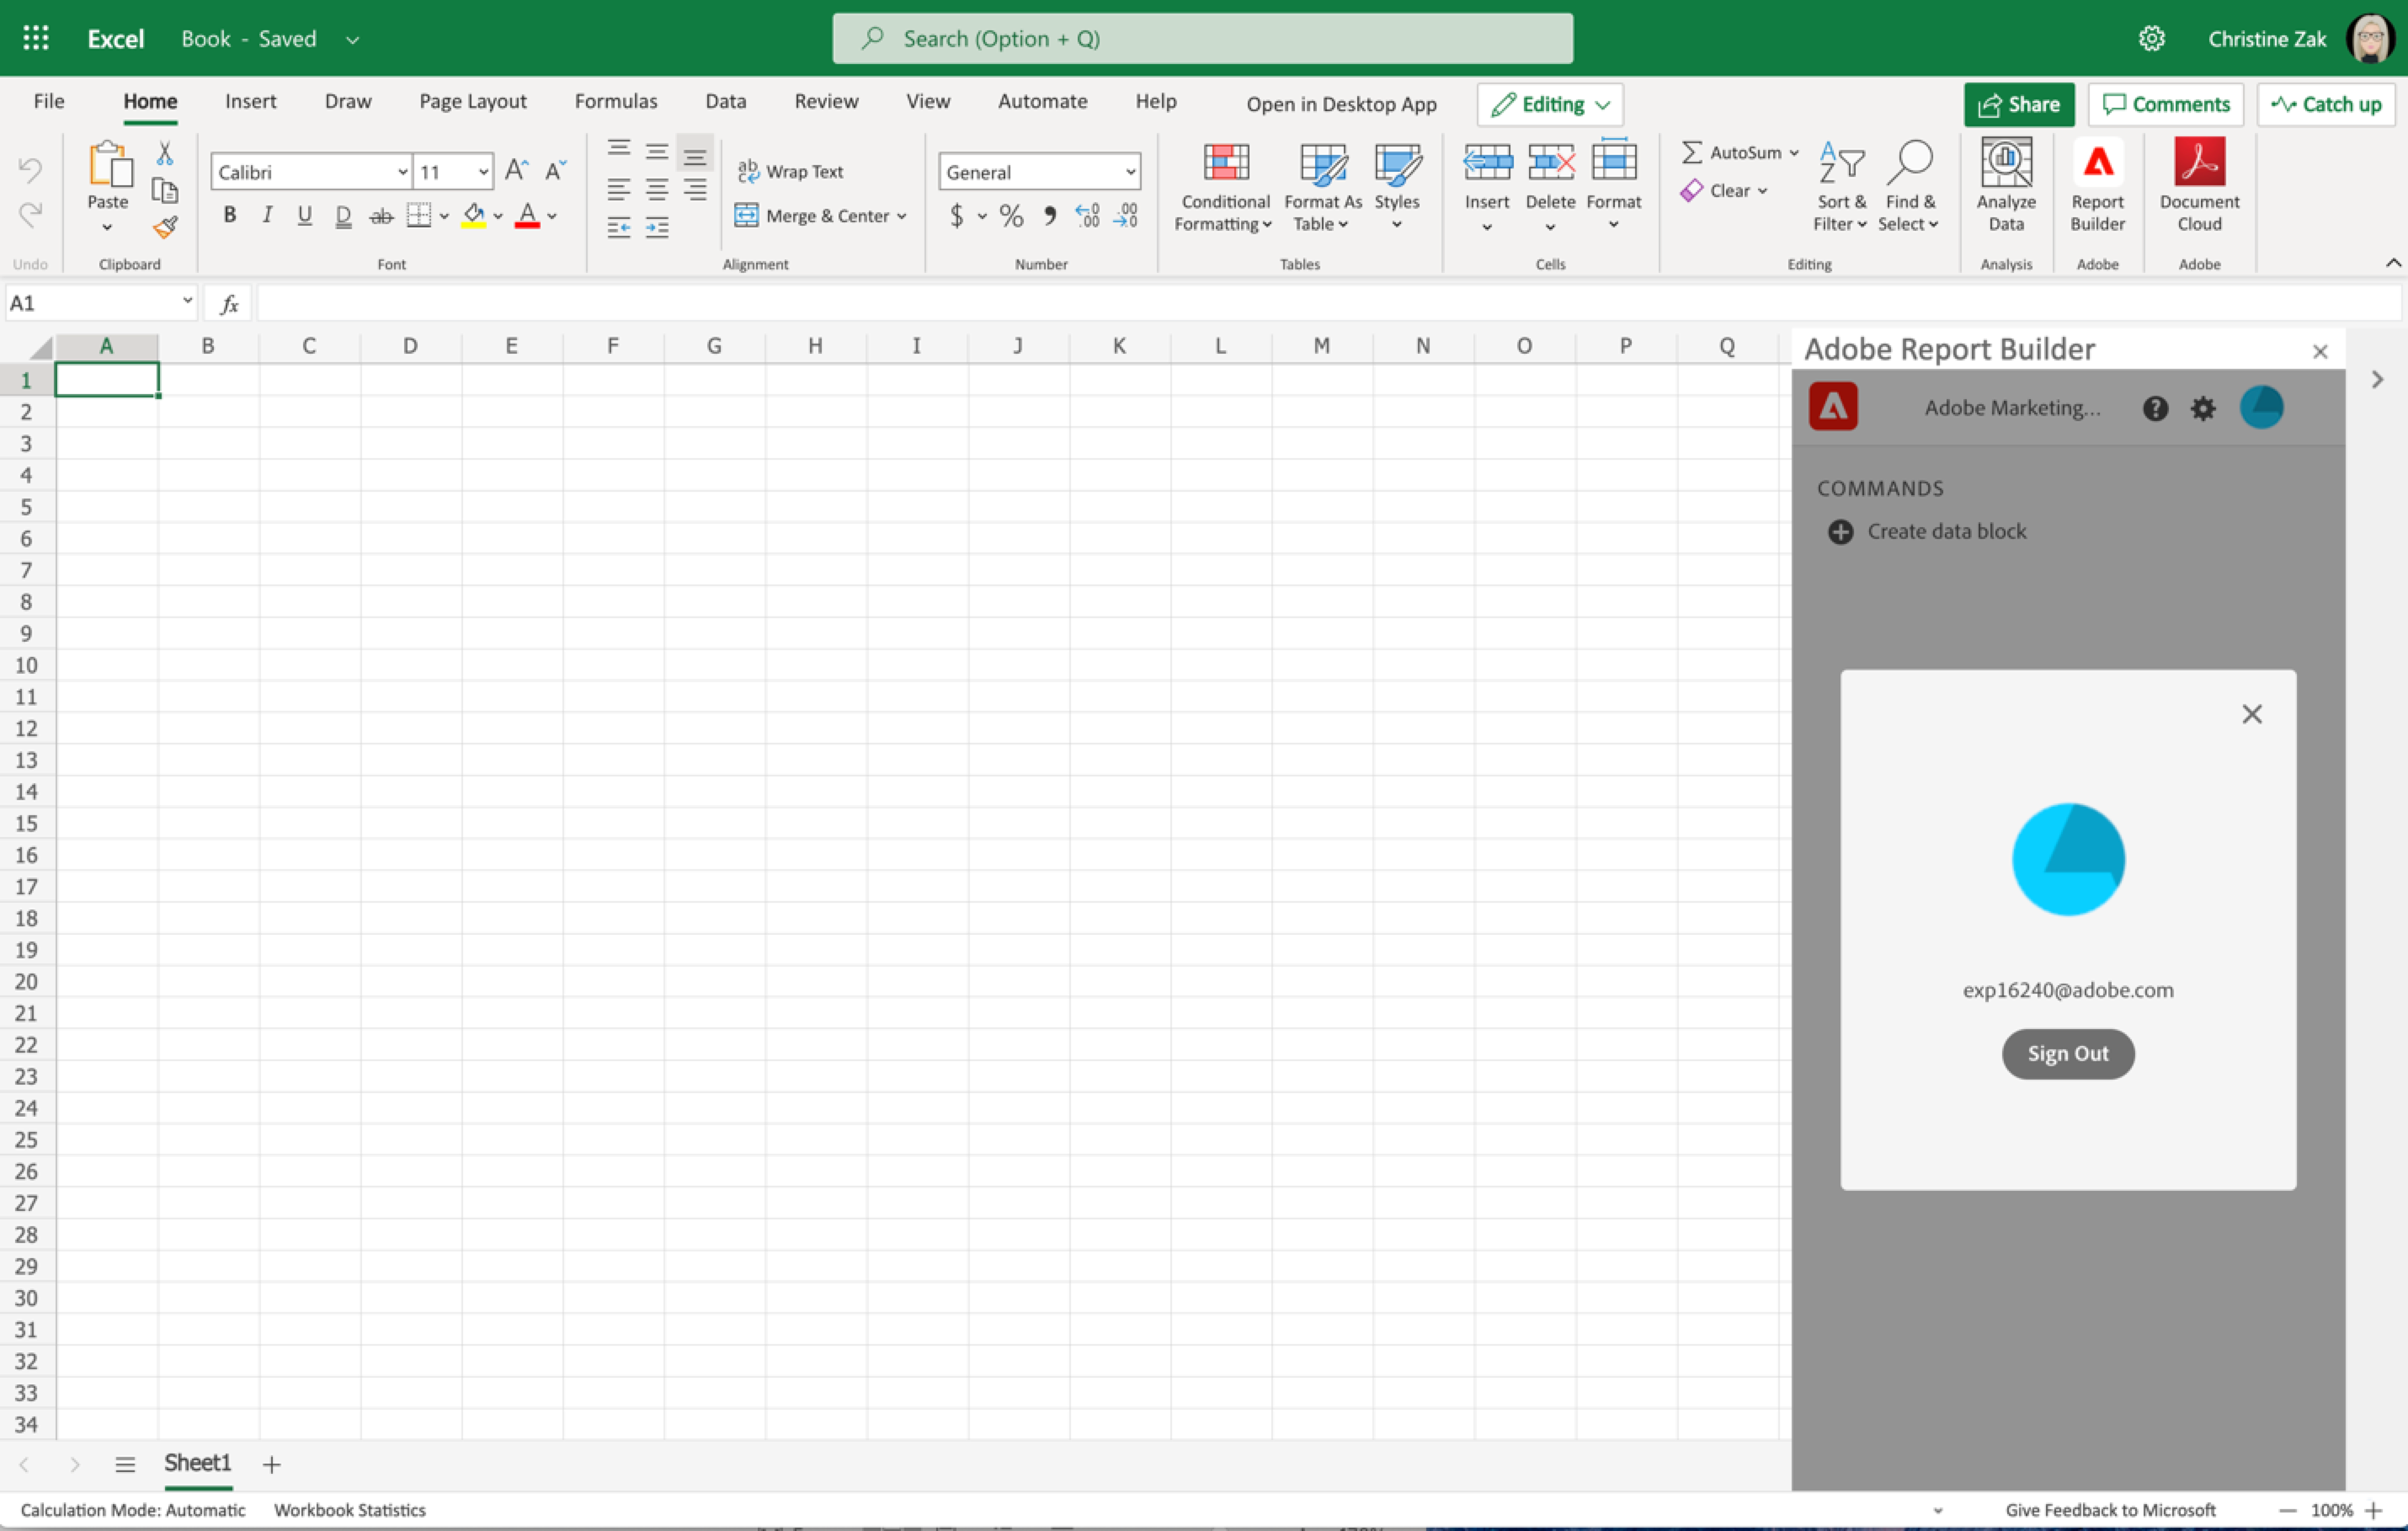 Excel Book - Saved Search (Option + Q) Christine Zak
File Home Insert Draw Page Layout Formulas Data Review View Automate Help Open in Desktop App Editing Share Comments Catch up
Paste
Calibri 11
Wrap Text
Merge & Center
General
$ % 
Conditional Formatting
Format As Table
Styles
Insert
Delete
Format
AutoSum
Clear
Sort & Filter
Find & Select
Analyze Data
Report Builder
Document Cloud
Undo Clipboard Font Alignment Number Tables Cells Editing Analysis Adobe Adobe
A1 fx
A B C D E F G H I J K L M N O P Q
1
2
3
4
5
6
7
8
9
10
11
12
13
14
15
16
17
18
19
20
21
22
23
24
25
26
27
28
29
30
31
32
33
34
Adobe Report Builder
Adobe Marketing...
COMMANDS
Create data block
exp16240@adobe.com
Sign Out
Sheet1
Calculation Mode: Automatic Workbook Statistics Give Feedback to Microsoft 100%